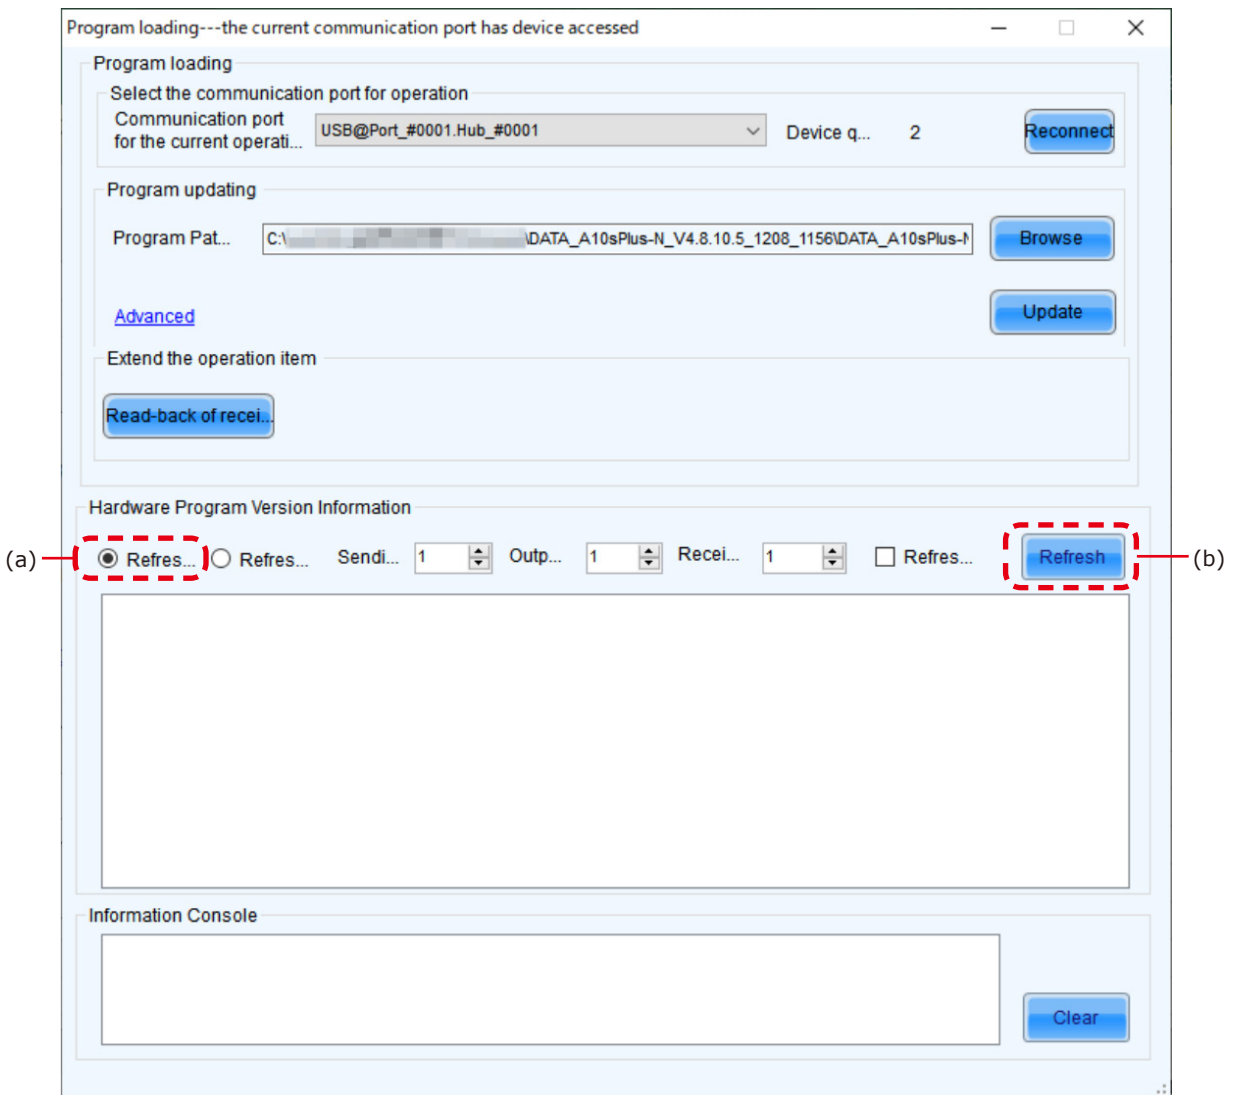 Program loading---the current communication port has device accessed
Program loading
Select the communication port for operation
Communication port
for the current operati...
USB@Port_#0001.Hub_#0001
Device q...
2
Reconnect
Program updating
Program Pat...
C:\ \DATA_A10sPlus-N_V4.8.10.5_1208_1156\DATA_A10sPlus-N
Browse
Advanced
Update
Extend the operation item
Read-back of recei...
Hardware Program Version Information
(a)
Refres...
Refres...
Sendi...
1
Outp...
1
Recei...
1
Refres...
Refresh
(b)
Information Console
Clear